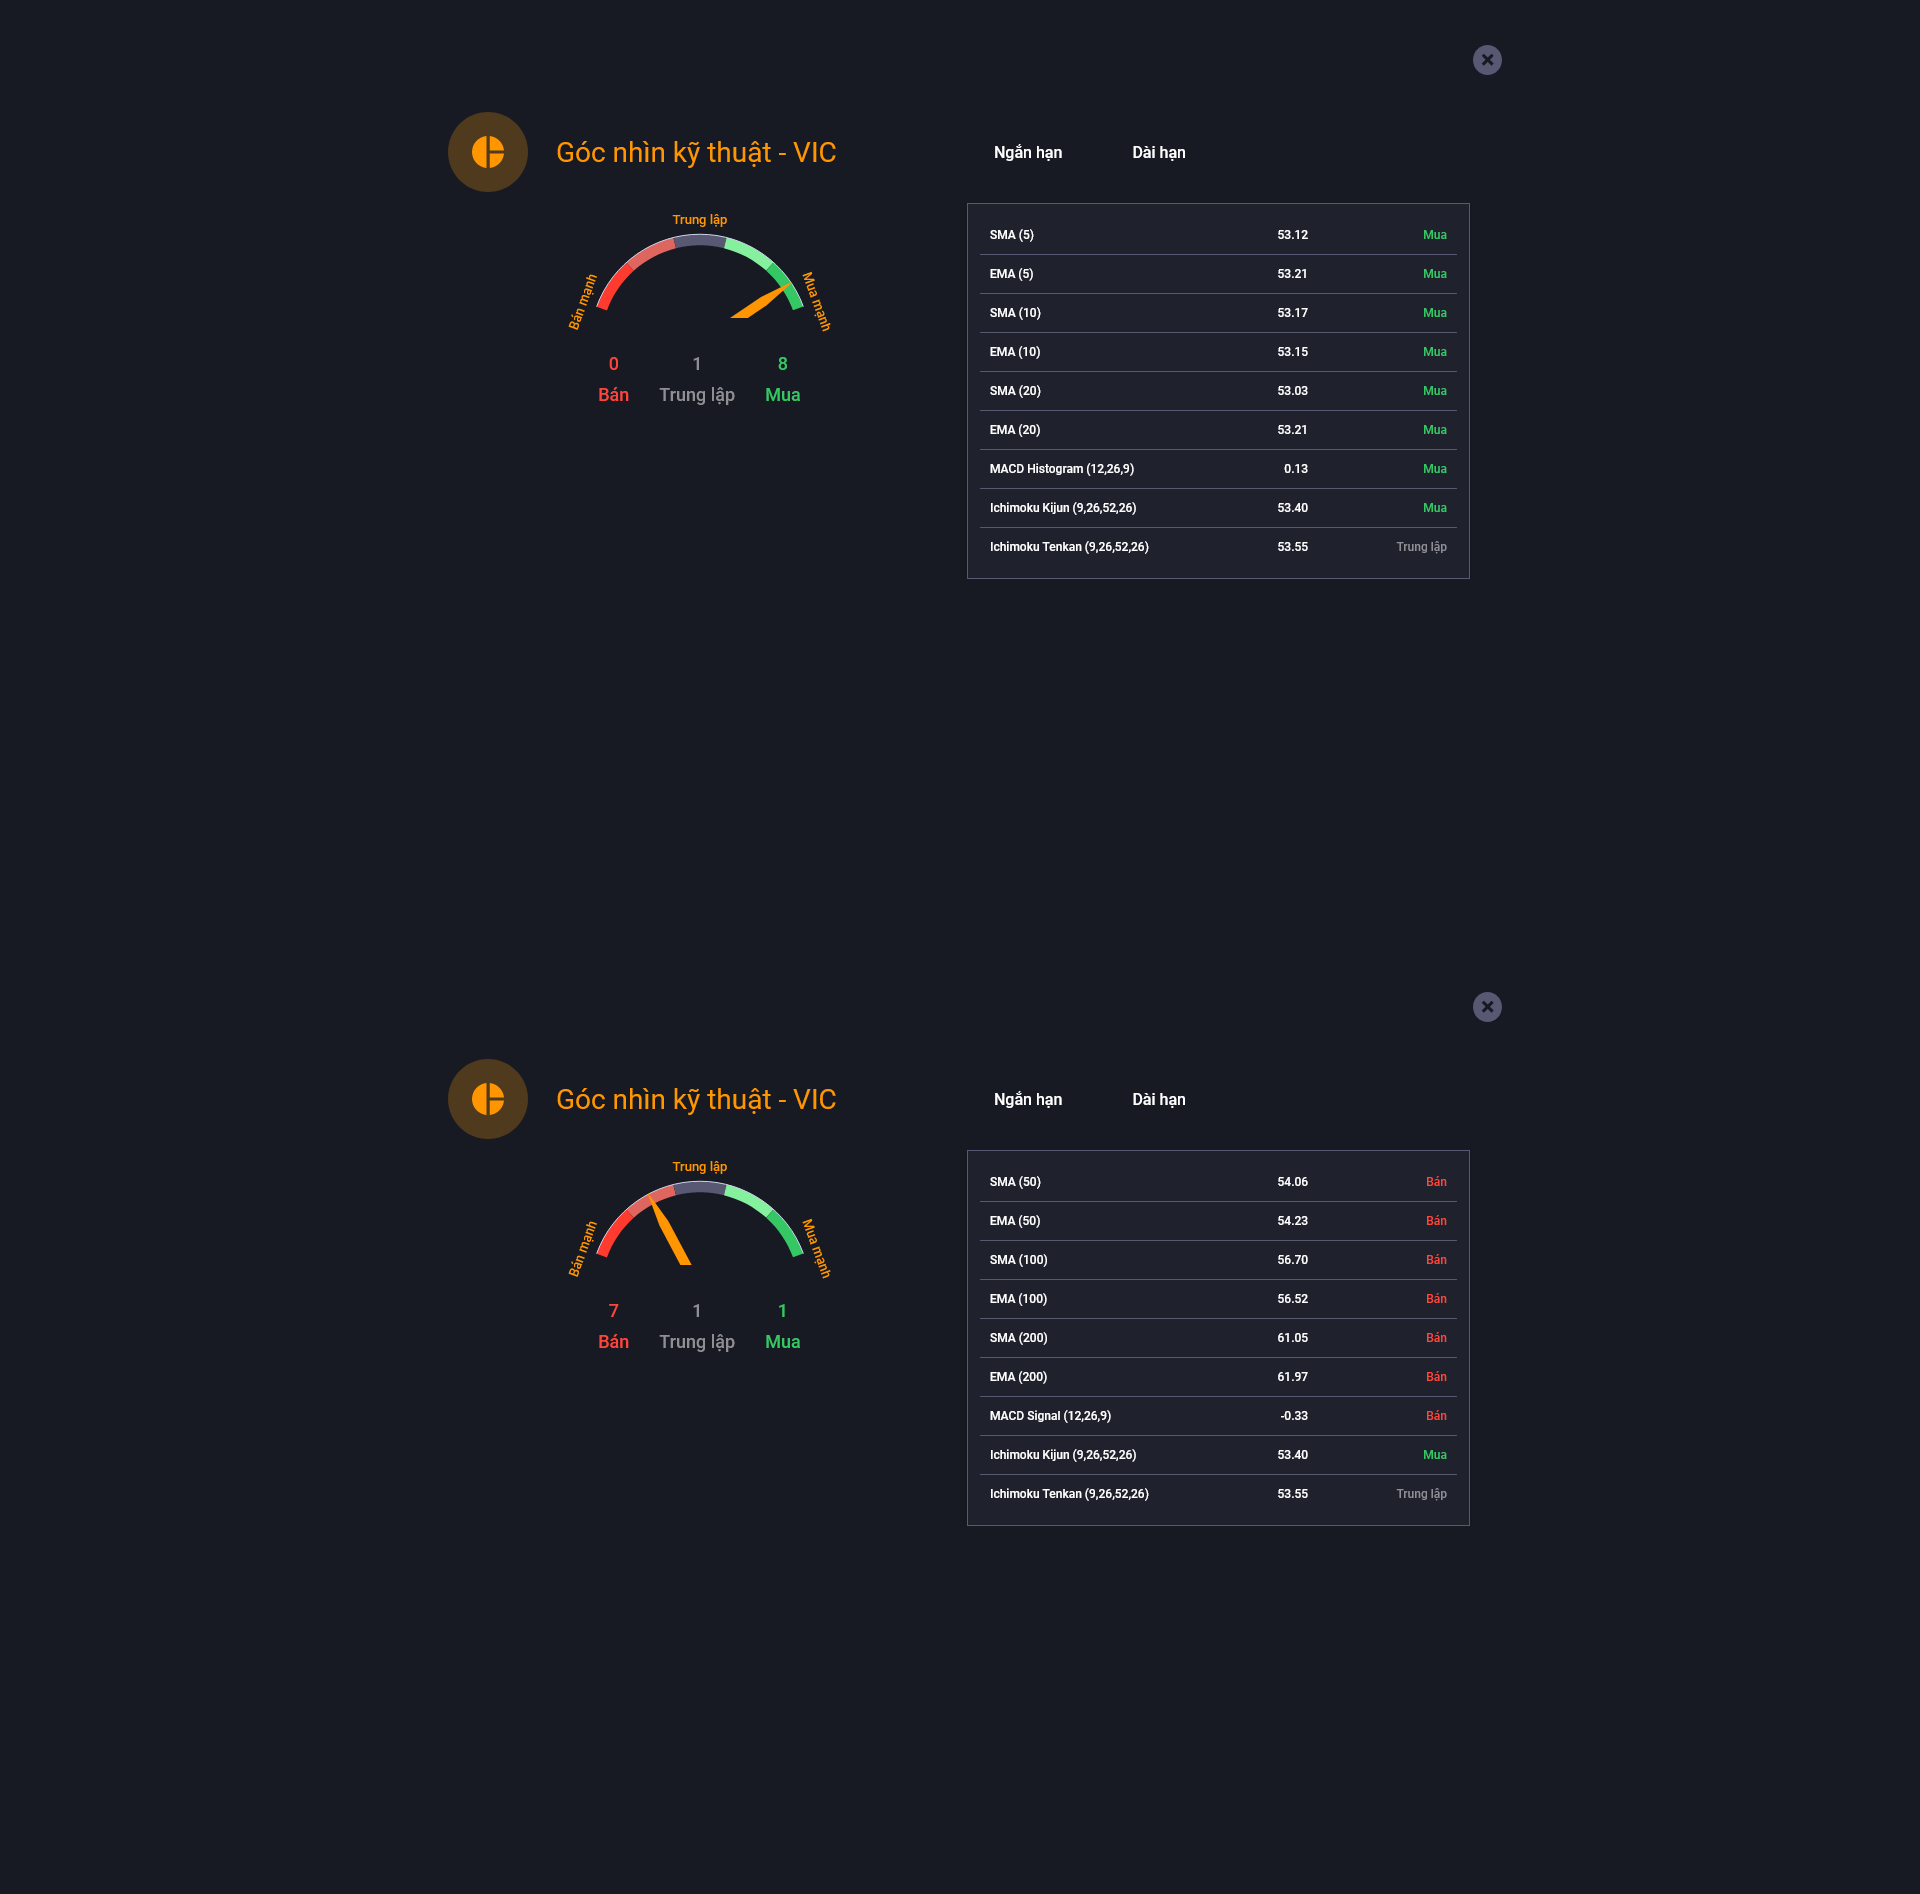 Góc nhìn kỹ thuật - VIC
Ngắn hạn Dài hạn
Trung lập
Bán mạnh
Mua mạnh
0 1 8
Bán Trung lập Mua
SMA (5) 53.12 Mua
EMA (5) 53.21 Mua
SMA (10) 53.17 Mua
EMA (10) 53.15 Mua
SMA (20) 53.03 Mua
EMA (20) 53.21 Mua
MACD Histogram (12,26,9) 0.13 Mua
Ichimoku Kijun (9,26,52,26) 53.40 Mua
Ichimoku Tenkan (9,26,52,26) 53.55 Trung lập
Góc nhìn kỹ thuật - VIC
Ngắn hạn Dài hạn
Trung lập
Bán mạnh
Mua mạnh
7 1 1
Bán Trung lập Mua
SMA (50) 54.06 Bán
EMA (50) 54.23 Bán
SMA (100) 56.70 Bán
EMA (100) 56.52 Bán
SMA (200) 61.05 Bán
EMA (200) 61.97 Bán
MACD Signal (12,26,9) -0.33 Bán
Ichimoku Kijun (9,26,52,26) 53.40 Mua
Ichimoku Tenkan (9,26,52,26) 53.55 Trung lập